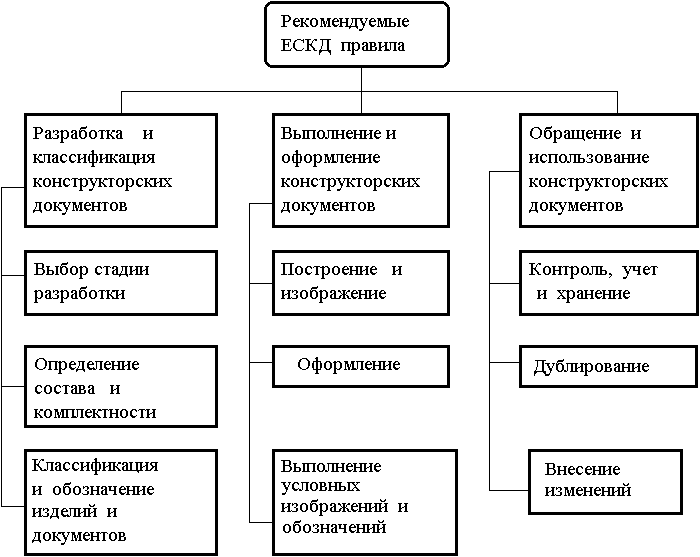 Рекомендуемые
ЕСКД правила
Разработка и
классификация
конструкторских
документов
Выбор стадии
разработки
Определение
состава и
комплектности
Классификация
и обозначение
изделий и
документов
Выполнение и
оформление
конструкторских
документов
Построение и
изображение
Оформление
Выполнение
условных
изображений и
обозначений
Обращение и
использование
конструкторских
документов
Контроль, учет
и хранение
Дублирование
Внесение
изменений